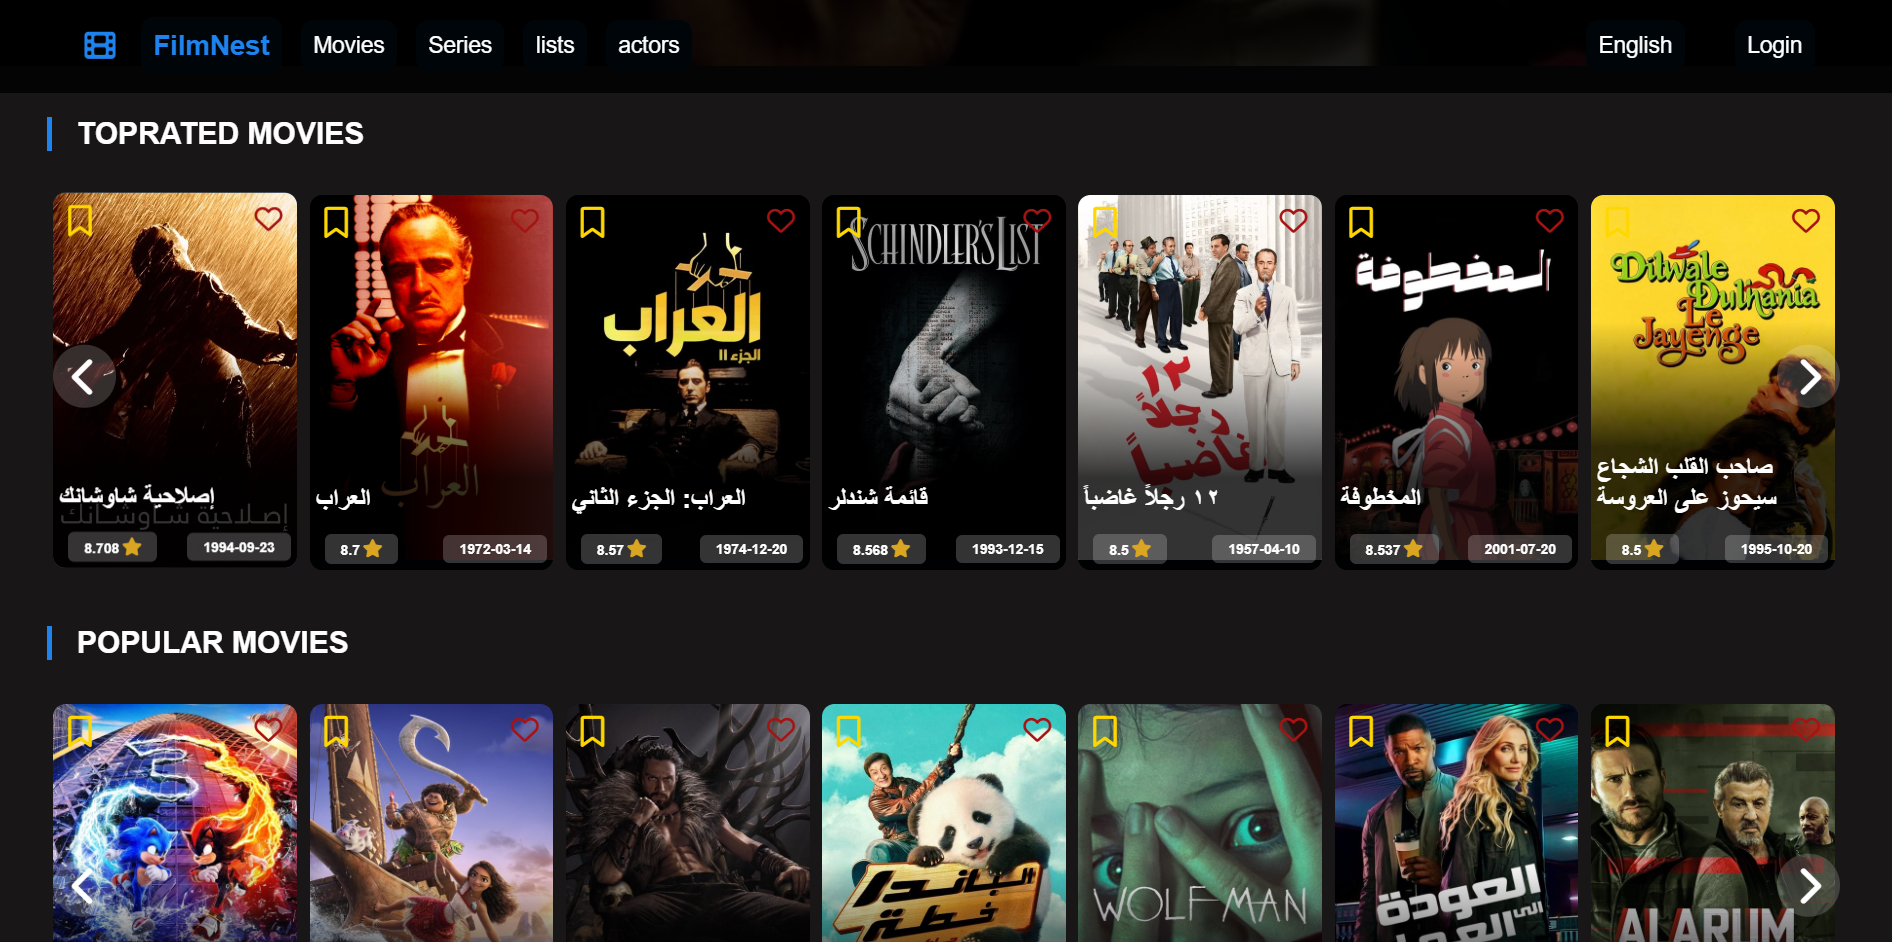 FilmNest
Movies
Series
lists
actors
English
Login
TOPRATED MOVIES
إصلاحية شاوشانك
إصلاحية شاوشانك
8.708
1994-09-23
العراب
العراب
8.7
1972-03-14
العراب
الجزء II
العراب: الجزء الثاني
8.57
1974-12-20
SCHINDLER'S LIST
قائمة شندلر
8.568
1993-12-15
١٢
رجلاً
غاضباً
١٢ رجلاً غاضباً
8.5
1957-04-10
المخطوفة
المخطوفة
8.537
2001-07-20
Dilwale
Dulhania
Le
Jayenge
صاحب القلب الشجاع
سيحوز على العروسة
8.5
1995-10-20
POPULAR MOVIES
الباندا
خطة
WOLF MAN
العودة
إلى العمل
ALARUM